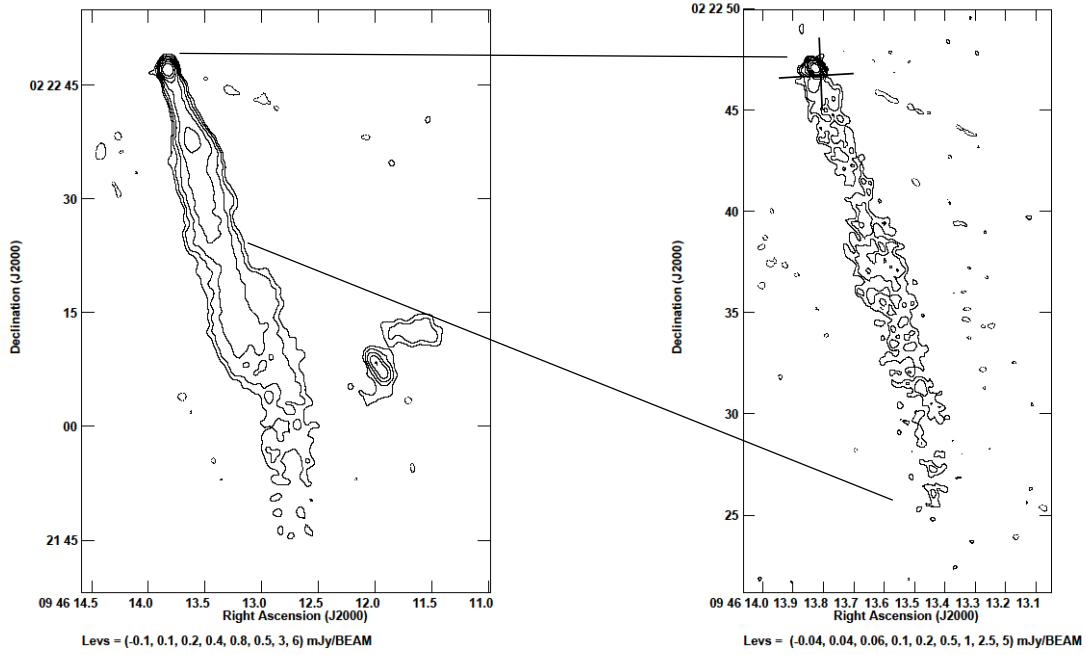 02 22 45
30
15
00
21 45
Declination (J2000)
09 46 14.5 14.0 13.5 13.0 12.5 12.0 11.5 11.0
Right Ascension (J2000)
Levs = (-0.1, 0.1, 0.2, 0.4, 0.8, 0.5, 3, 6) mJy/BEAM
02 22 50
45
40
35
30
25
Declination (J2000)
09 46 14.0 13.9 13.8 13.7 13.6 13.5 13.4 13.3 13.2 13.1
Right Ascension (J2000)
Levs = (-0.04, 0.04, 0.06, 0.1, 0.2, 0.5, 1, 2.5, 5) mJy/BEAM